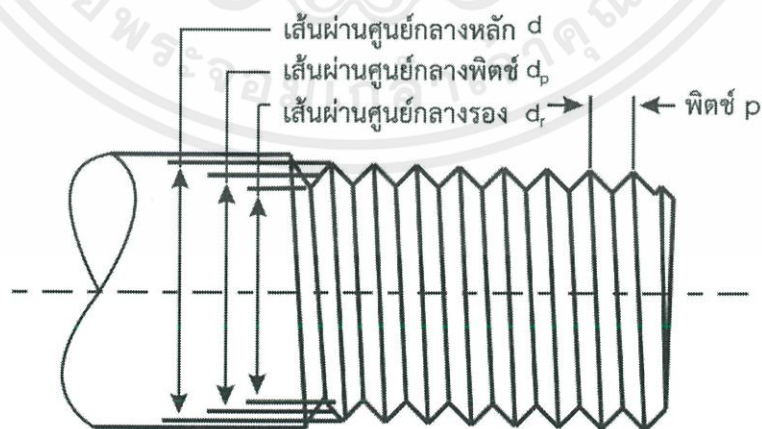 เส้นผ่านศูนย์กลางหลัก d
เส้นผ่านศูนย์กลางพิตช์ dₚ
เส้นผ่านศูนย์กลางรอง dᵣ
พิตช์ p